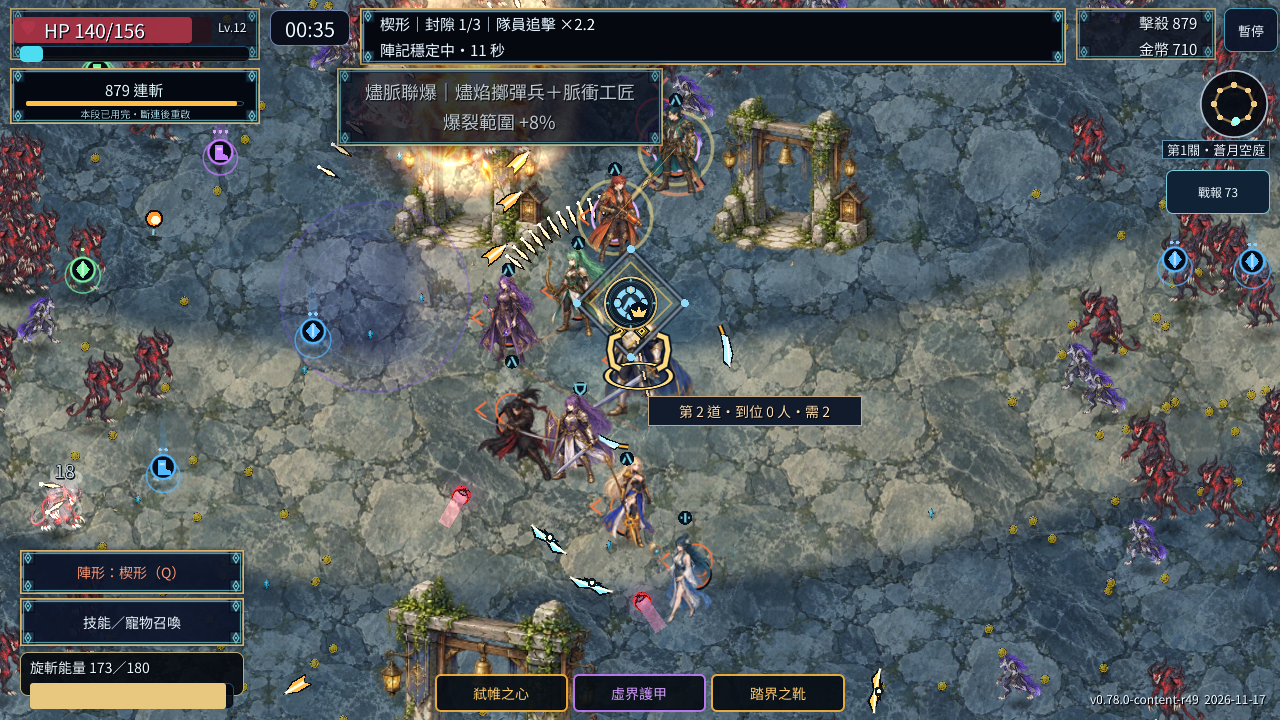 HP 140/156
Lv.12
00:35
楔形｜封隙 1/3｜隊員追擊 ×2.2
陣記穩定中・11 秒
擊殺 879
金幣 710
暫停
879 連斬
本段已用完・斷連後重啟
燼脈聯爆｜燼焰擲彈兵＋脈衝工匠
爆裂範圍 +8%
第1關・蒼月空庭
戰報 73
第 2 道・到位 0 人・需 2
18
陣形：楔形（Q）
技能／寵物召喚
旋斬能量 173／180
弒帷之心
虛界護甲
踏界之靴
v0.78.0-content-r49 2026-11-17